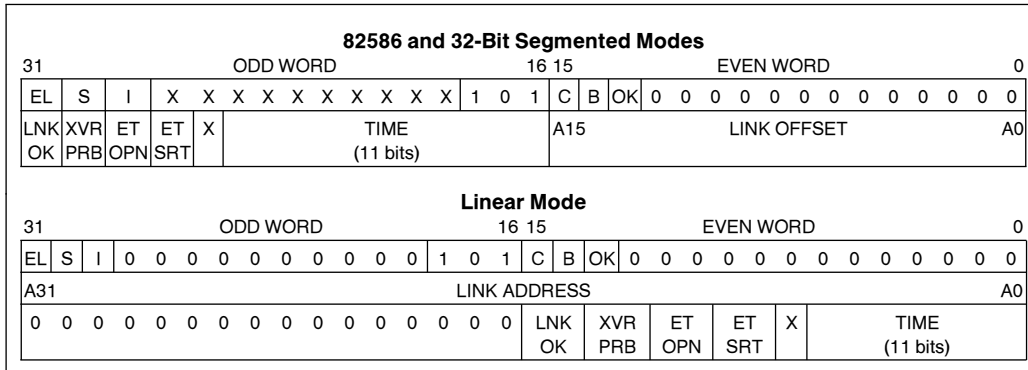 82586 and 32-Bit Segmented Modes
31 ODD WORD 16 15 EVEN WORD 0
EL S I X X X X X X X X X X 1 0 1 C B OK 0 0 0 0 0 0 0 0 0 0 0 0 0
LNK XVR ET ET X TIME A15 LINK OFFSET A0
OK PRB OPN SRT (11 bits)
Linear Mode
31 ODD WORD 16 15 EVEN WORD 0
EL S I 0 0 0 0 0 0 0 0 0 0 1 0 1 C B OK 0 0 0 0 0 0 0 0 0 0 0 0 0
A31 LINK ADDRESS A0
0 0 0 0 0 0 0 0 0 0 0 0 0 0 0 0 LNK XVR ET ET X TIME
OK PRB OPN SRT (11 bits)